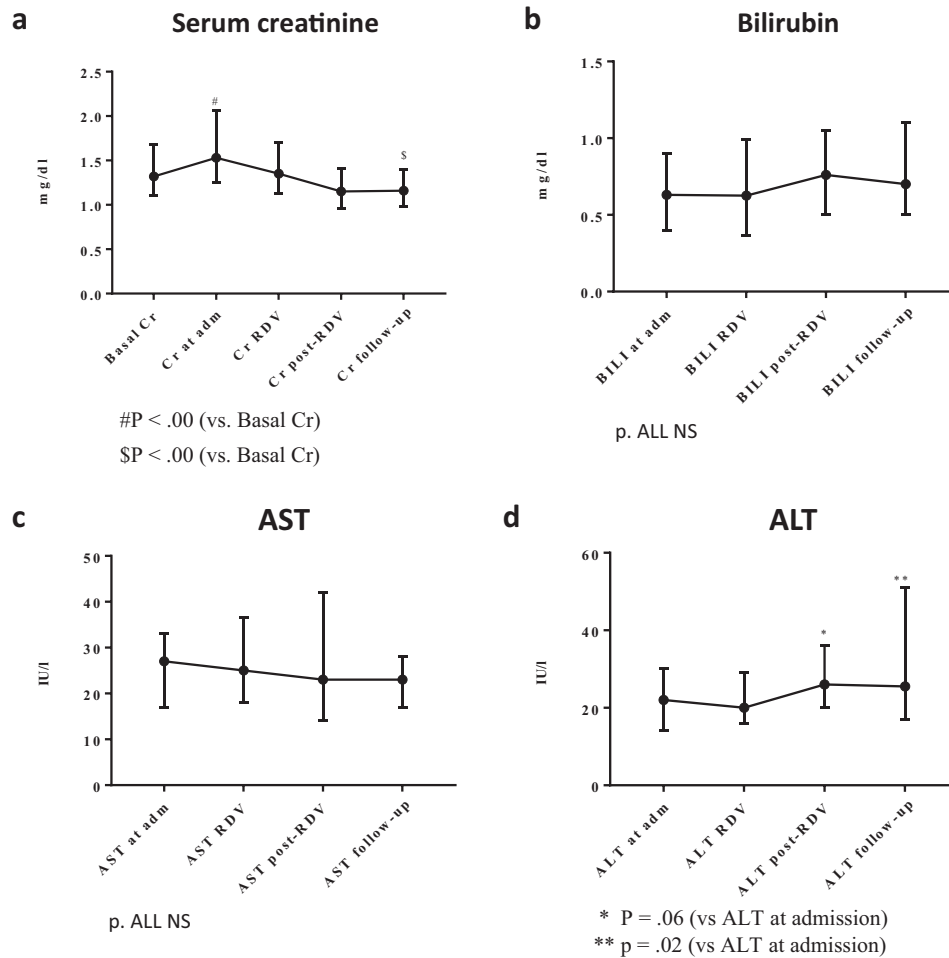 a
Serum creatinine
2.5
2.0
1.5
1.0
0.5
0.0
mg/dl
#
$
Basal Cr
Cr at adm
Cr RDV
Cr post-RDV
Cr follow-up
#P < .00 (vs. Basal Cr)
$P < .00 (vs. Basal Cr)
b
Bilirubin
1.5
1.0
0.5
0.0
mg/dl
BILI at adm
BILI RDV
BILI post-RDV
BILI follow-up
p. ALL NS
c
AST
50
40
30
20
10
0
IU/l
AST at adm
AST RDV
AST post-RDV
AST follow-up
p. ALL NS
d
ALT
60
40
20
0
IU/l
*
**
ALT at adm
ALT RDV
ALT post-RDV
ALT follow-up
* P = .06 (vs ALT at admission)
** p = .02 (vs ALT at admission)